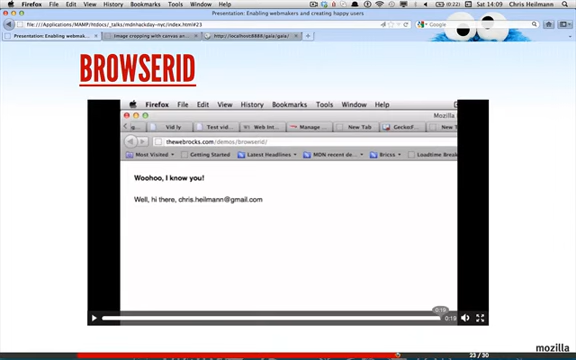 Firefox File Edit View History Bookmarks Tools Window Help (0:22) Sat 14:09 Chris Heilmann
Presentation: Enabling webmakers and creating happy users
file:///Applications/MAMP/htdocs/_talks/mdnhackday-nyc/index.html#23 Google
Presentation: Enabling webmak... image cropping with canvas an... http://localhost:8888/gaia/gaia/
BROWSERID
Firefox File Edit View History Bookmarks Tools Window Help
Mozilla
Vid ly Test vid... Web Int... Manage ... New Tab GeckoF... New T
thewebrocks.com/demos/browserid/
Most Visited Getting Started Latest Headlines MDN recent de... Bricss Loadtime Bench
Woohoo, I know you!
Well, hi there, chris.heilmann@gmail.com
0:19
0:19
mozilla
23 / 30